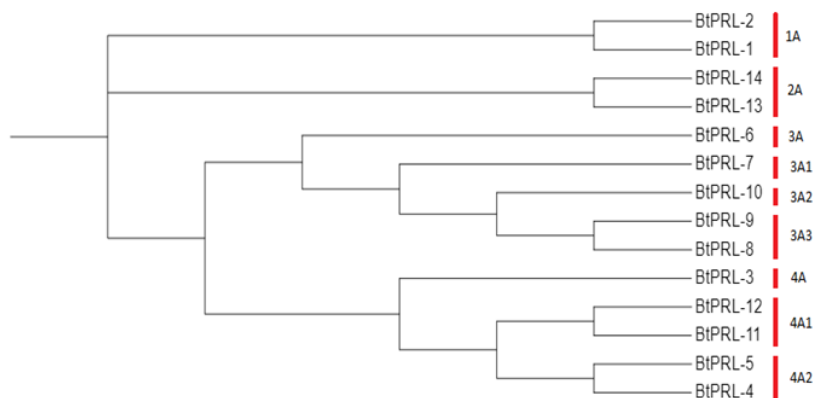 BtPRL-2
BtPRL-1
1A
BtPRL-14
BtPRL-13
2A
BtPRL-6
3A
BtPRL-7
3A1
BtPRL-10
3A2
BtPRL-9
BtPRL-8
3A3
BtPRL-3
4A
BtPRL-12
BtPRL-11
4A1
BtPRL-5
BtPRL-4
4A2